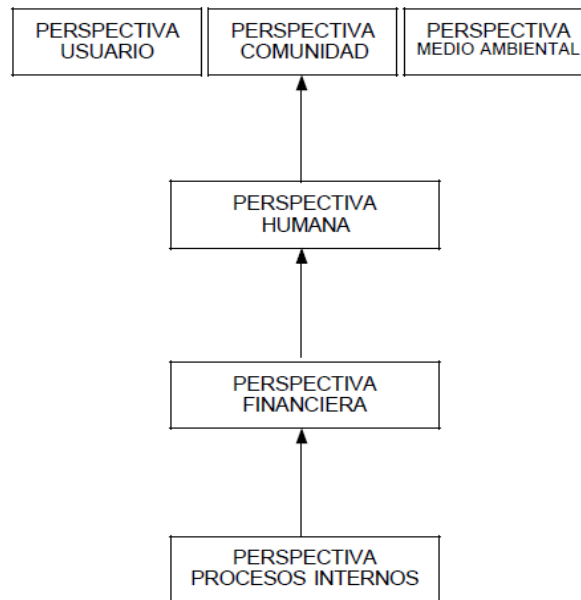 PERSPECTIVA
USUARIO
PERSPECTIVA
COMUNIDAD
PERSPECTIVA
MEDIO AMBIENTAL
PERSPECTIVA
HUMANA
PERSPECTIVA
FINANCIERA
PERSPECTIVA
PROCESOS INTERNOS